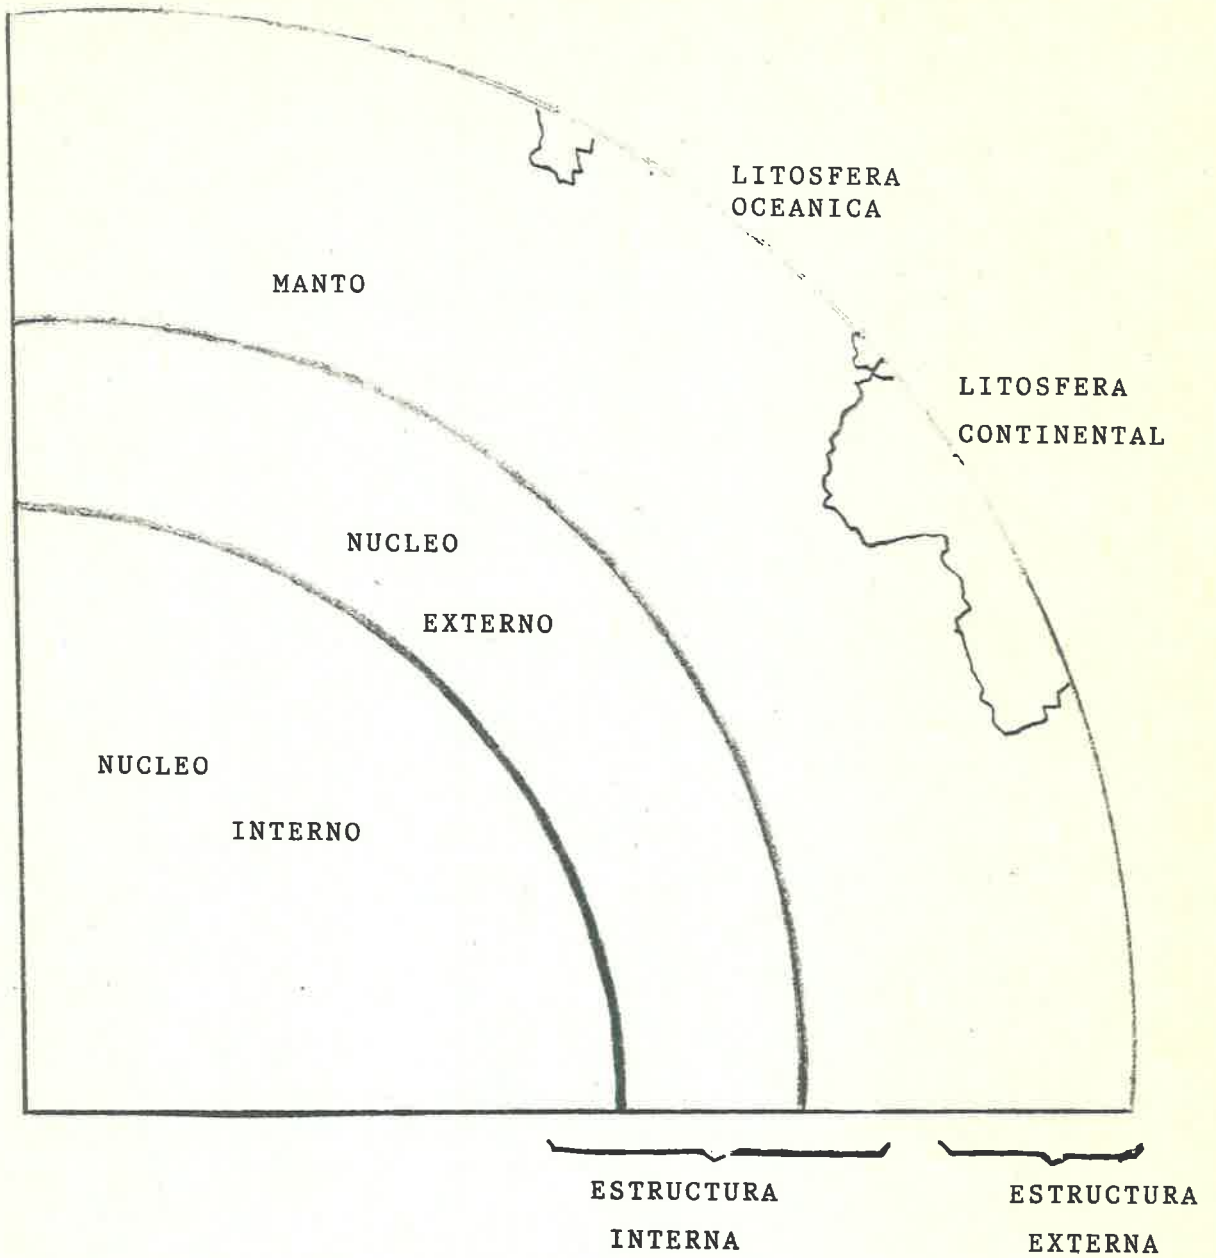 LITOSFERA
OCEANICA
MANTO
LITOSFERA
CONTINENTAL
NUCLEO
EXTERNO
NUCLEO
INTERNO
ESTRUCTURA
INTERNA
ESTRUCTURA
EXTERNA